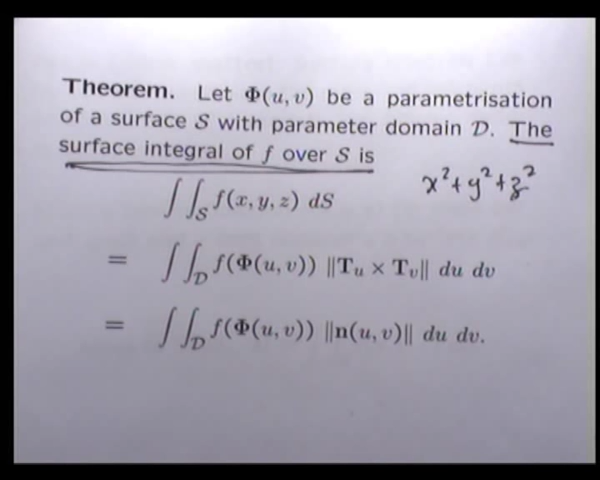 Theorem. Let Φ(u, v) be a parametrisation
of a surface S with parameter domain D. The
surface integral of f over S is
x²+y²+z²
∫∫_S f(x, y, z) dS
= ∫∫_D f(Φ(u, v)) ‖T_u × T_v‖ du dv
= ∫∫_D f(Φ(u, v)) ‖n(u, v)‖ du dv.